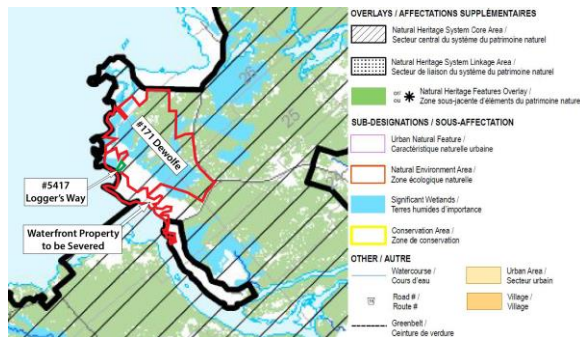 #171 Dewolfe
26
25
#5417
Logger's Way
Waterfront Property
to be Severed
OVERLAYS / AFFECTATIONS SUPPLÉMENTAIRES
Natural Heritage System Core Area /
Secteur central du système du patrimoine naturel
Natural Heritage System Linkage Area /
Secteur de liaison du système du patrimoine naturel
Natural Heritage Features Overlay /
Zone sous-jacente d'éléments du patrimoine nature
SUB-DESIGNATIONS / SOUS-AFFECTATION
Urban Natural Feature /
Caractéristique naturelle urbaine
Natural Environment Area /
Zone écologique naturelle
Significant Wetlands /
Terres humides d'importance
Conservation Area /
Zone de conservation
OTHER / AUTRE
Watercourse /
Cours d'eau
Urban Area /
Secteur urbain
Road # /
Route #
Village /
Village
Greenbelt /
Ceinture de verdure